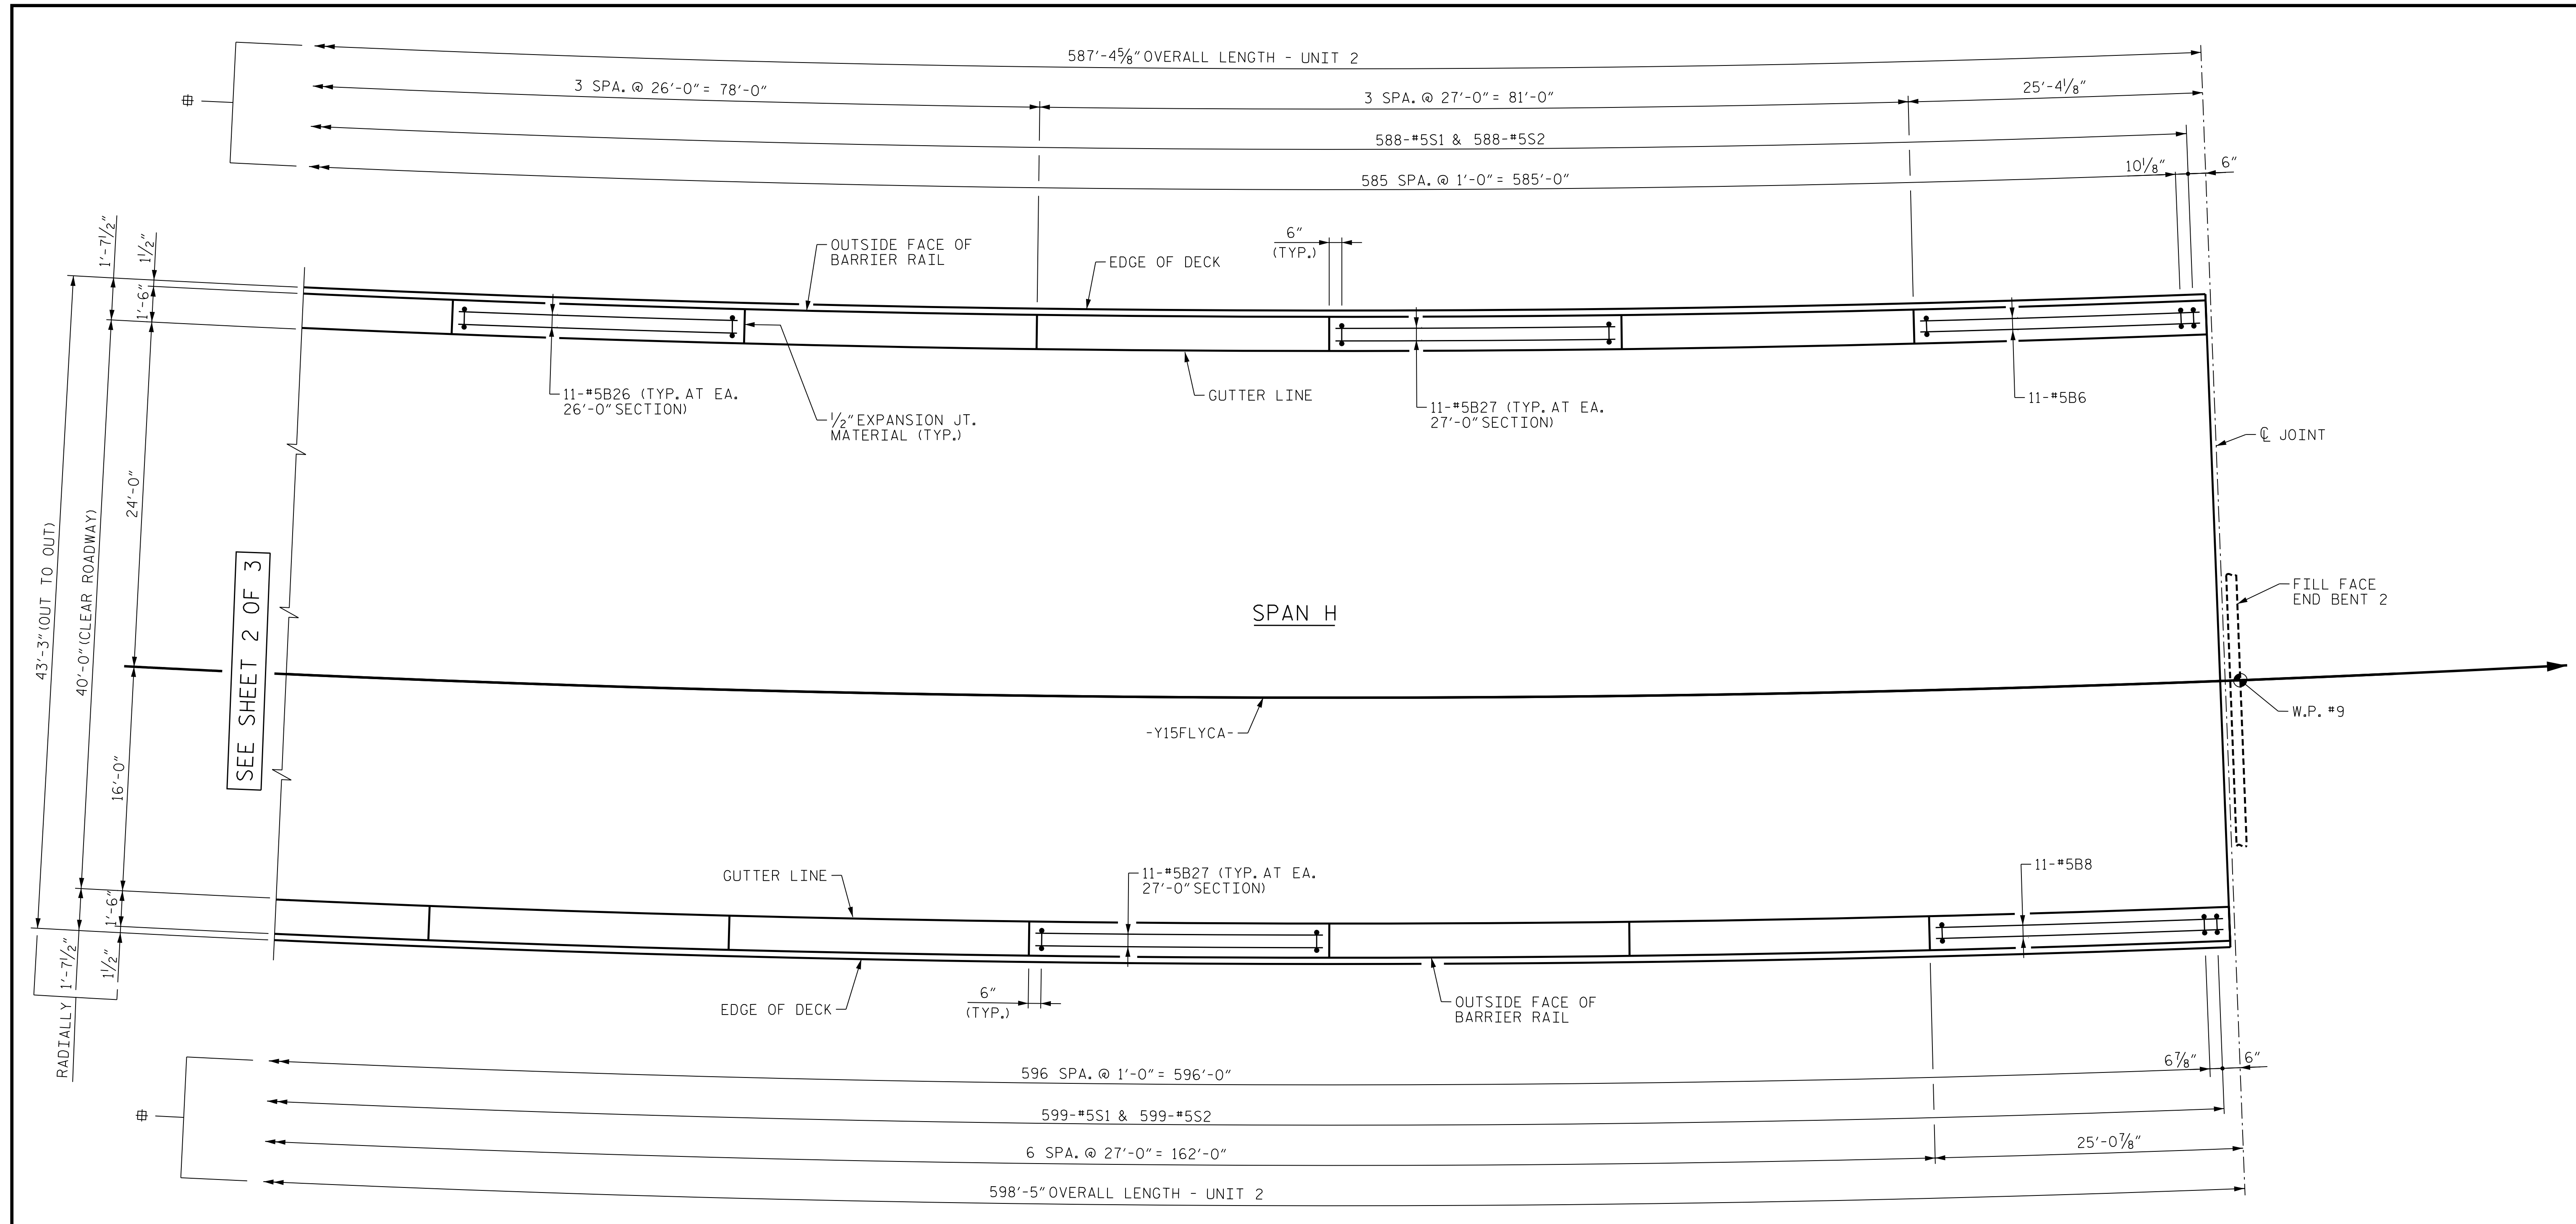 587'-4⅝" OVERALL LENGTH - UNIT 2
3 SPA. @ 26'-0" = 78'-0"
3 SPA. @ 27'-0" = 81'-0"
25'-4⅛"
588-#5S1 & 588-#5S2
585 SPA. @ 1'-0" = 585'-0"
10⅛"
6"
1'-7½"
1½"
1'-6"
OUTSIDE FACE OF
BARRIER RAIL
EDGE OF DECK
6"
(TYP.)
11-#5B26 (TYP. AT EA.
26'-0" SECTION)
½" EXPANSION JT.
MATERIAL (TYP.)
GUTTER LINE
11-#5B27 (TYP. AT EA.
27'-0" SECTION)
11-#5B6
℄ JOINT
24'-0"
43'-3" (OUT TO OUT)
40'-0" (CLEAR ROADWAY)
SEE SHEET 2 OF 3
SPAN H
FILL FACE
END BENT 2
W.P. #9
-Y15FLYCA-
16'-0"
GUTTER LINE
11-#5B27 (TYP. AT EA.
27'-0" SECTION)
11-#5B8
1'-6"
1½"
RADIALLY 1'-7½"
EDGE OF DECK
6"
(TYP.)
OUTSIDE FACE OF
BARRIER RAIL
596 SPA. @ 1'-0" = 596'-0"
6⅞"
6"
599-#5S1 & 599-#5S2
6 SPA. @ 27'-0" = 162'-0"
25'-0⅞"
598'-5" OVERALL LENGTH - UNIT 2